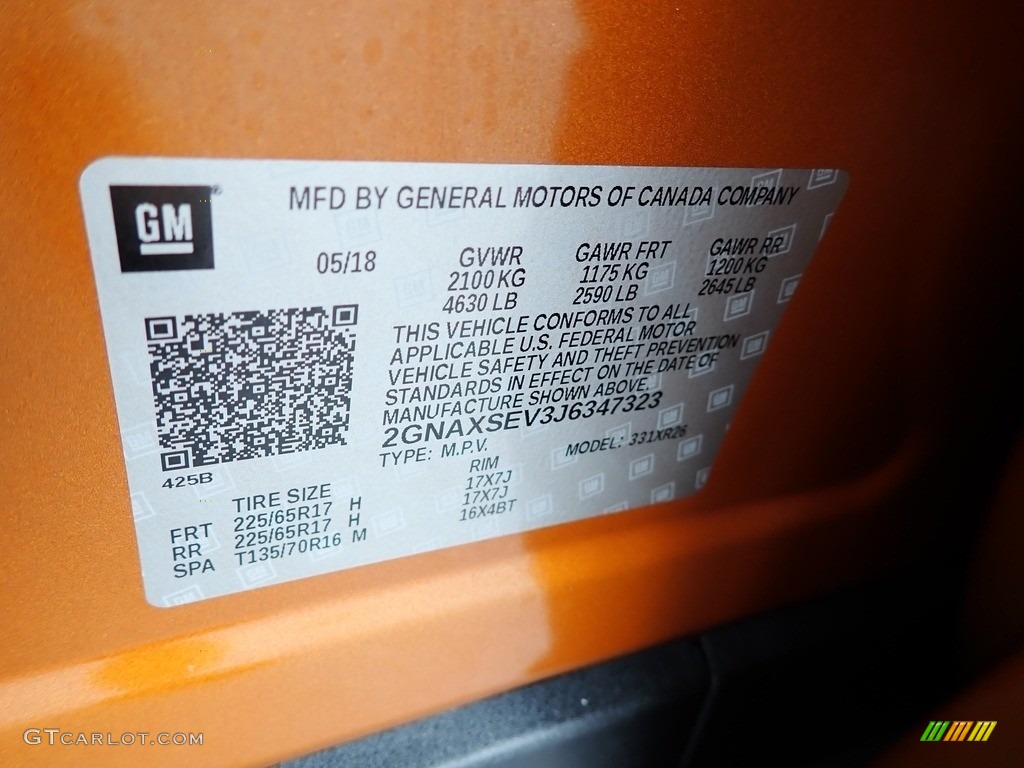 GM
MFD BY GENERAL MOTORS OF CANADA COMPANY
05/18
GVWR
2100 KG
4630 LB
GAWR FRT
1175 KG
2590 LB
GAWR RR
1200 KG
2645 LB
THIS VEHICLE CONFORMS TO ALL
APPLICABLE U.S. FEDERAL MOTOR
VEHICLE SAFETY AND THEFT PREVENTION
STANDARDS IN EFFECT ON THE DATE OF
MANUFACTURE SHOWN ABOVE.
2GNAXSEV3J6347323
TYPE: M.P.V. MODEL: 331XR26
425B
TIRE SIZE RIM
FRT 225/65R17 H 17X7J
RR 225/65R17 H 17X7J
SPA T135/70R16 M 16X4BT
GTCARLOT.COM